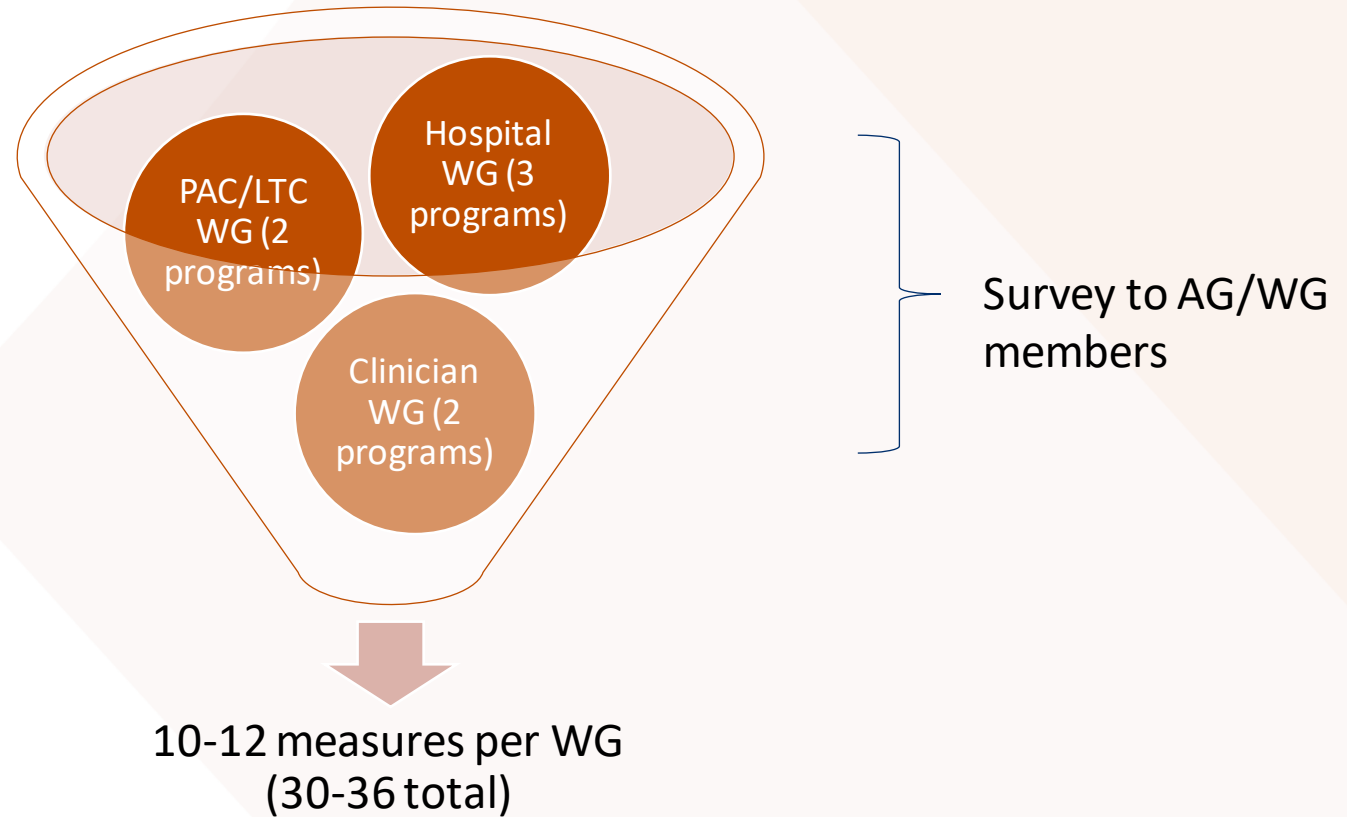 Hospital
WG (3
programs)
PAC/LTC
WG (2
programs)
Clinician
WG (2
programs)
Survey to AG/WG
members
10-12 measures per WG
(30-36 total)